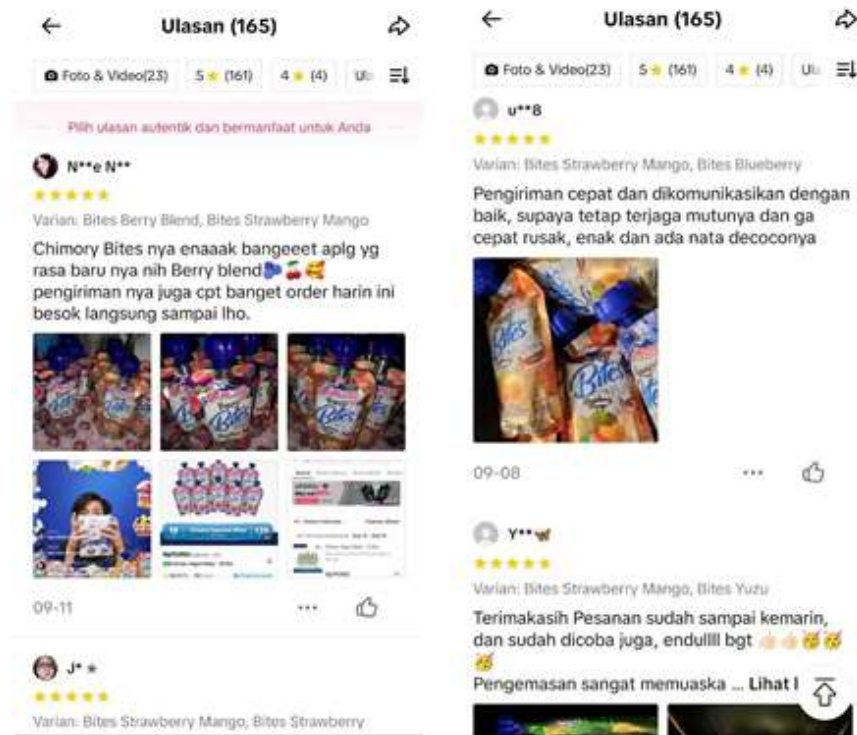 Ulasan (165)
Foto & Video(23) 5 ★ (161) 4 ★ (4) Ul
Pilih ulasan autentik dan bermanfaat untuk Anda
N**e N**
Varian: Bites Berry Blend, Bites Strawberry Mango
Chimory Bites nya enaaak bangeeet aplg yg
rasa baru nya nih Berry blend🫐🍒🥰
pengiriman nya juga cpt banget order harin ini
besok langsung sampai lho.
Bites
Bites
09-11
J* ★
Varian: Bites Strawberry Mango, Bites Strawberry
Ulasan (165)
Foto & Video(23) 5 ★ (161) 4 ★ (4) Ul
u**8
Varian: Bites Strawberry Mango, Bites Blueberry
Pengiriman cepat dan dikomunikasikan dengan
baik, supaya tetap terjaga mutunya dan ga
cepat rusak, enak dan ada nata decoconya
Bites
Bites
09-08
Y**🦋
Varian: Bites Strawberry Mango, Bites Yuzu
Terimakasih Pesanan sudah sampai kemarin,
dan sudah dicoba juga, endullll bgt 👍🏻👍🏻🥳🥳
🥳
Pengemasan sangat memuaska ... Lihat l